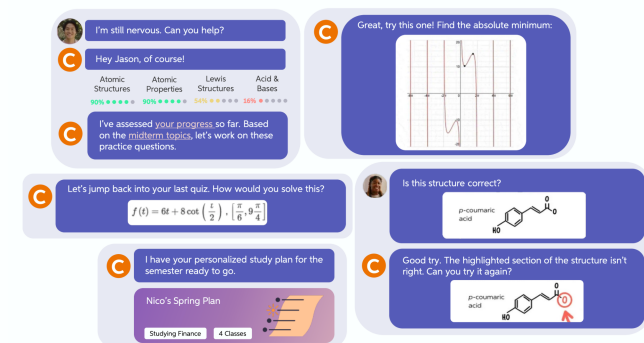 I'm still nervous. Can you help?
C
Hey Jason, of course!
Atomic Structures
90%
Atomic Properties
90%
Lewis Structures
Acid & Bases
16%
C
I've assessed your progress so far. Based
on the midterm topics, let's work on these
practice questions.
C
Great, try this one! Find the absolute minimum:
C
Let's jump back into your last quiz. How would you solve this?
f(t) = 6t + 8 cot (t/2), [π/6, 9π/4]
C
I have your personalized study plan for the
semester ready to go.
Nico's Spring Plan
Studying Finance
4 Classes
Is this structure correct?
p-coumaric
acid
O
O
HO
C
Good try. The highlighted section of the structure isn't
right. Can you try it again?
p-coumaric
acid
O
O
HO